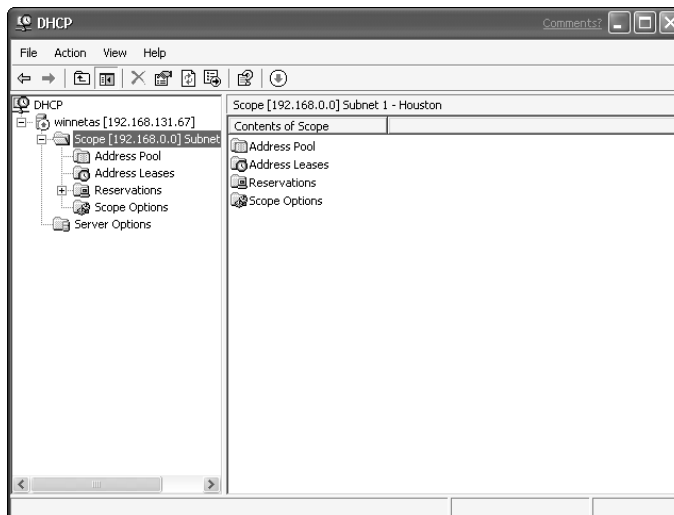 DHCP
Comments?
File Action View Help
DHCP
winnetas [192.168.131.67]
Scope [192.168.0.0] Subnet
Address Pool
Address Leases
Reservations
Scope Options
Server Options
Scope [192.168.0.0] Subnet 1 - Houston
Contents of Scope
Address Pool
Address Leases
Reservations
Scope Options